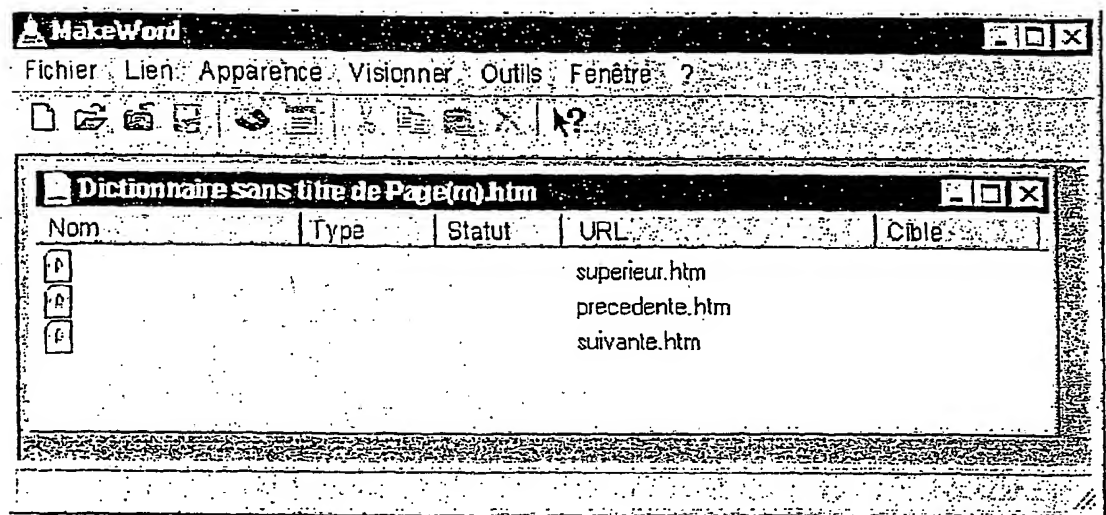 MakeWord
Fichier Lien Apparence Visionner Outils Fenêtre ?
Dictionnaire sans titre de Page(m).htm
Nom Type Statut URL Cible
superieur.htm
precedente.htm
suivante.htm